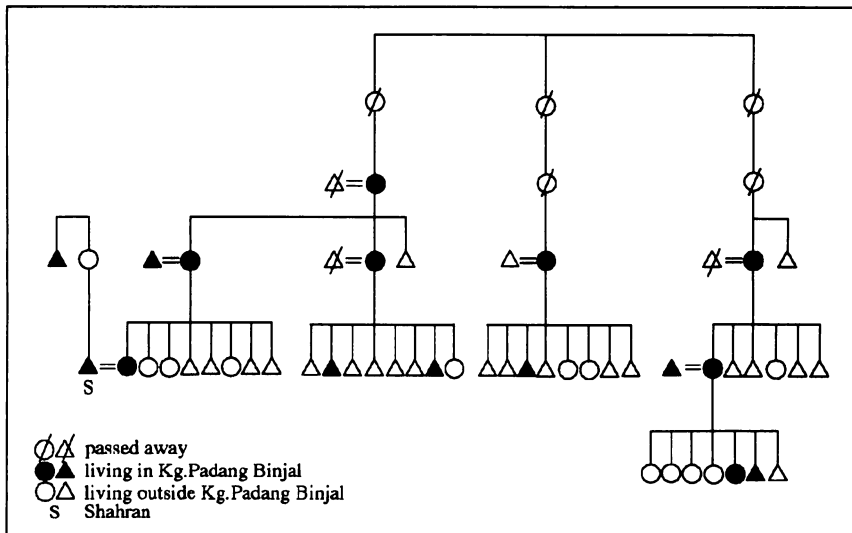 S
passed away
living in Kg.Padang Binjal
living outside Kg.Padang Binjal
S Shahran